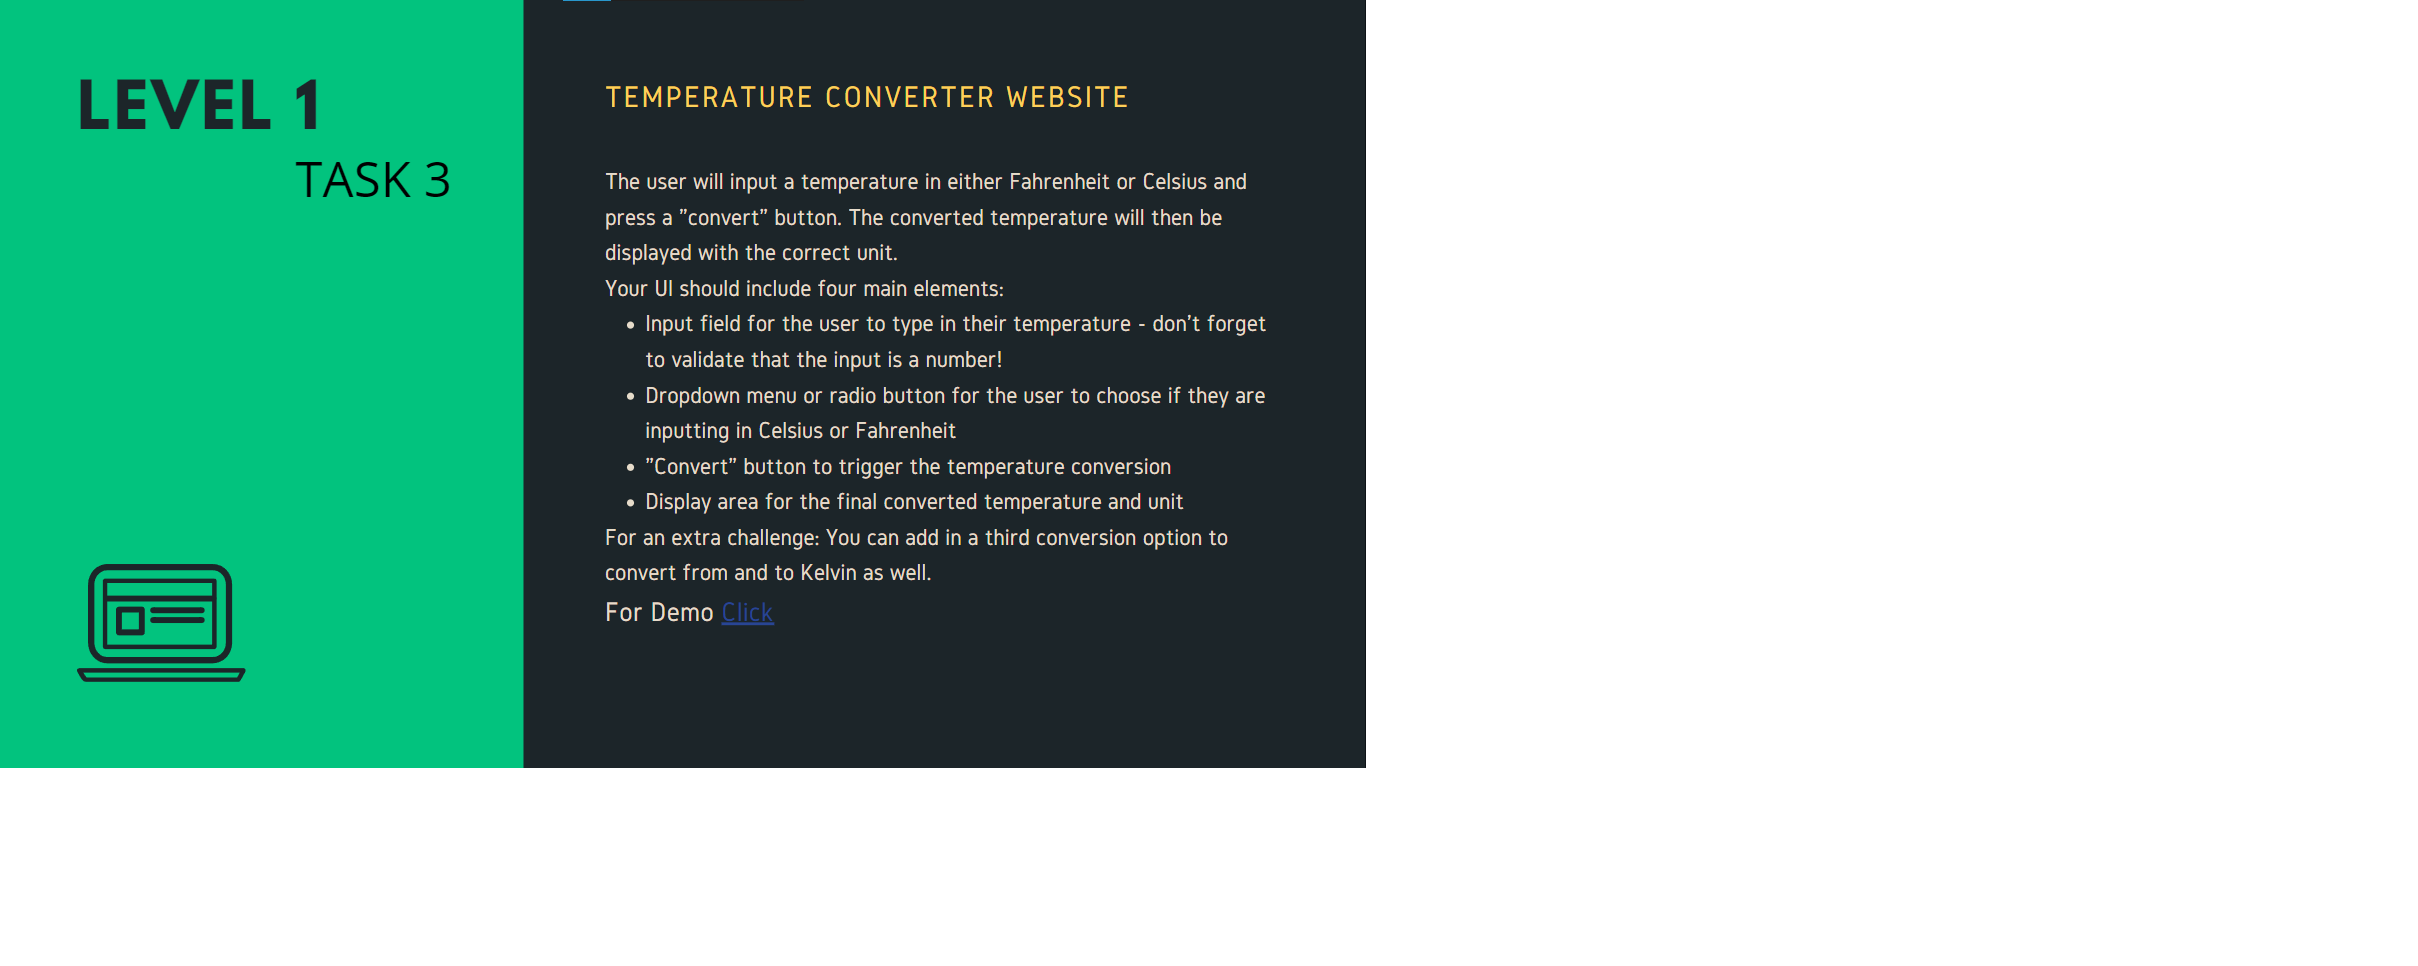 LEVEL 1
TASK 3
TEMPERATURE CONVERTER WEBSITE
The user will input a temperature in either Fahrenheit or Celsius and
press a ”convert” button. The converted temperature will then be
displayed with the correct unit.
Your UI should include four main elements:
• Input field for the user to type in their temperature - don’t forget
to validate that the input is a number!
• Dropdown menu or radio button for the user to choose if they are
inputting in Celsius or Fahrenheit
• ”Convert” button to trigger the temperature conversion
• Display area for the final converted temperature and unit
For an extra challenge: You can add in a third conversion option to
convert from and to Kelvin as well.
For Demo Click